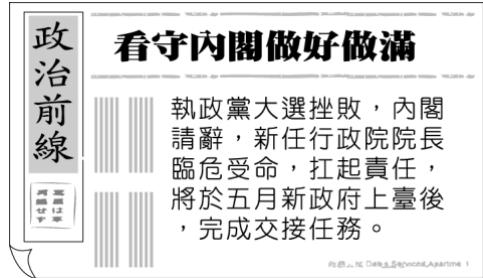 政治前線
看守內閣做好做滿
執政黨大選挫敗，內閣
請辭，新任行政院院長
臨危受命，扛起責任，
將於五月新政府上臺後
，完成交接任務。